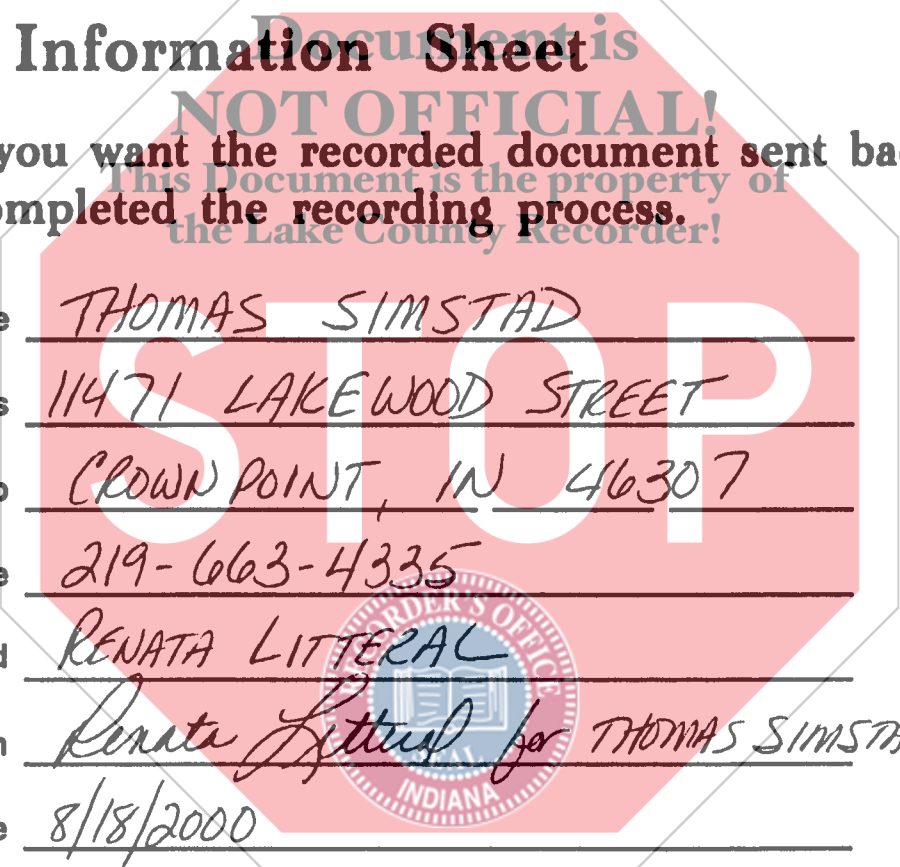 Document is
Information Sheet
NOT OFFICIAL!
you want the recorded document sent ba
This Document is the property of
ompleted the recording process.
the Lake County Recorder!
STOP
e THOMAS SIMSTAD
s 11471 LAKEWOOD STREET
p CROWN POINT, IN 46307
e 219-663-4335
d RENATA LITTERAL
n Renata Litteral for THOMAS SIMSTA
e 8/18/2000
RECORDER'S OFFICE
SEAL
INDIANA